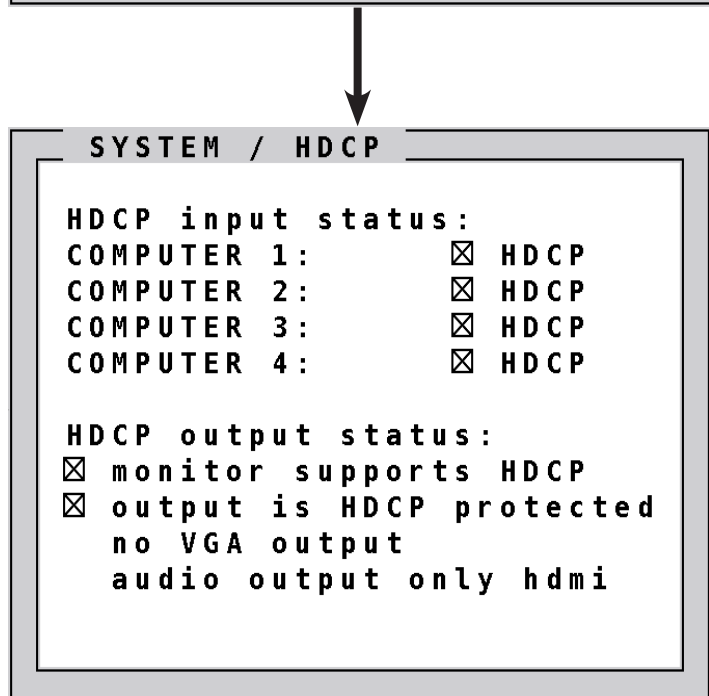 SYSTEM / HDCP
HDCP input status:
COMPUTER 1: ☒ HDCP
COMPUTER 2: ☒ HDCP
COMPUTER 3: ☒ HDCP
COMPUTER 4: ☒ HDCP
HDCP output status:
☒ monitor supports HDCP
☒ output is HDCP protected
no VGA output
audio output only hdmi